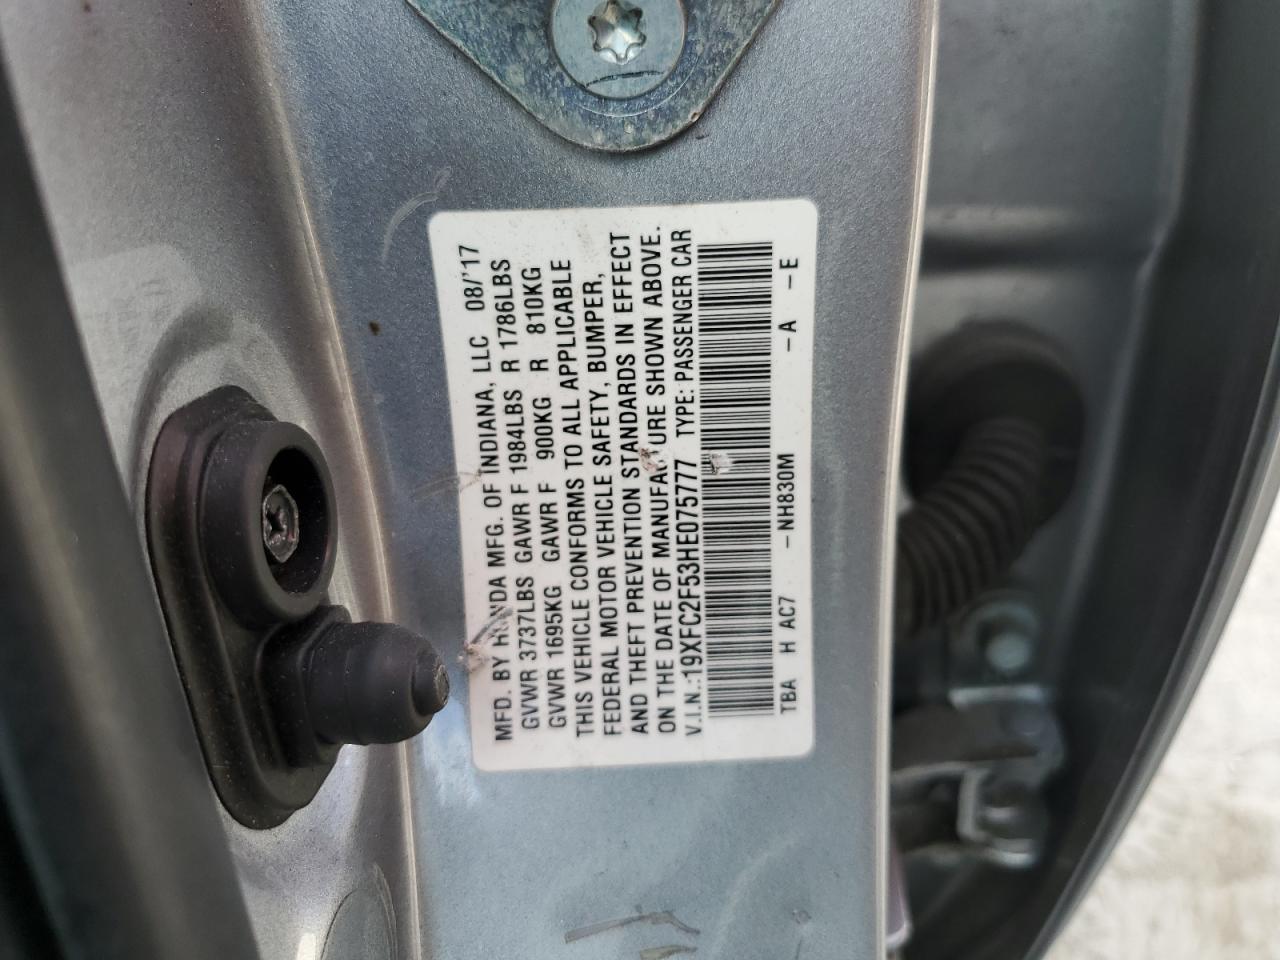 MFD. BY HONDA MFG. OF INDIANA, LLC 08/'17
GVWR 3737LBS GAWR F 1984LBS R 1786LBS
GVWR 1695KG GAWR F 900KG R 810KG
THIS VEHICLE CONFORMS TO ALL APPLICABLE
FEDERAL MOTOR VEHICLE SAFETY, BUMPER,
AND THEFT PREVENTION STANDARDS IN EFFECT
ON THE DATE OF MANUFACTURE SHOWN ABOVE.
V.I.N.:19XFC2F53HE075777 TYPE: PASSENGER CAR
TBA H AC7 -NH830M -A -E